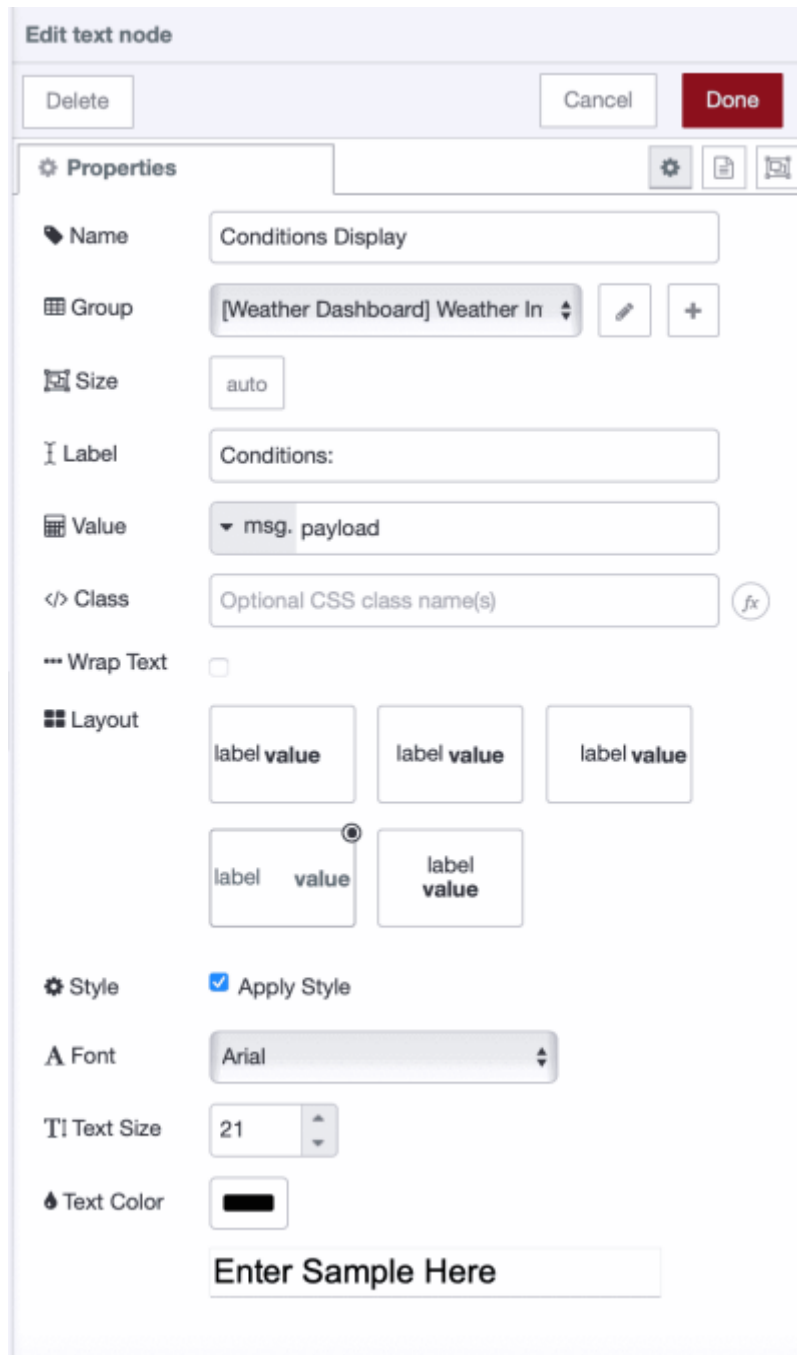 Edit text node
Delete Cancel Done
Properties
Name Conditions Display
Group [Weather Dashboard] Weather In
Size auto
Label Conditions:
Value msg. payload
</> Class Optional CSS class name(s) fx
Wrap Text
Layout label value label value label value
label value label
value
Style Apply Style
Font Arial
Text Size 21
Text Color
Enter Sample Here